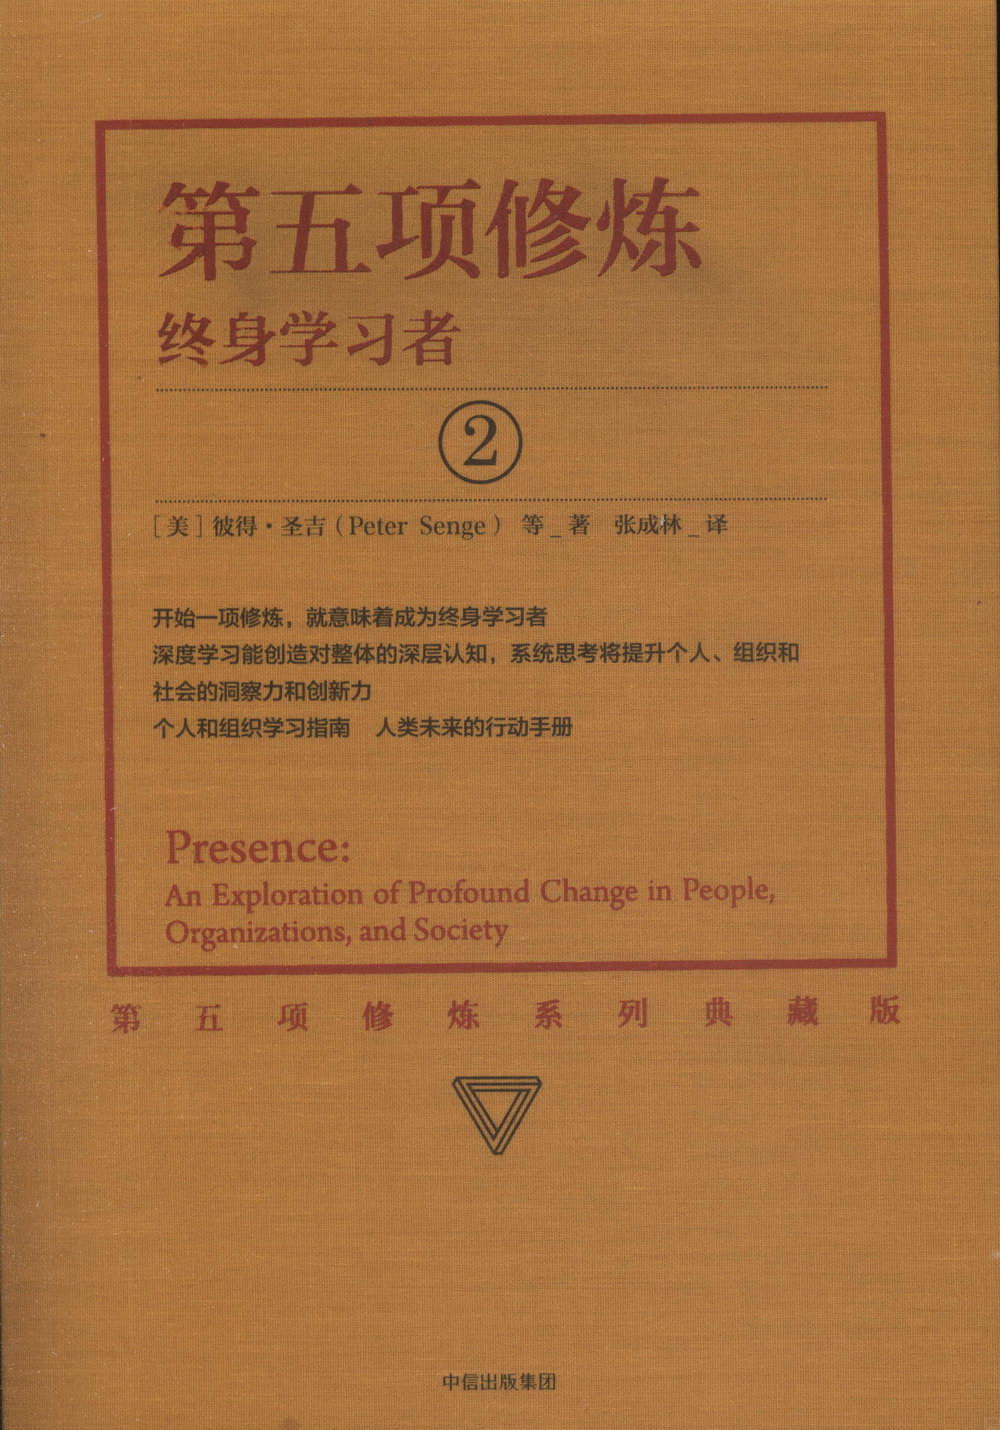 第五项修炼
终身学习者
②
[美]彼得·圣吉(Peter Senge) 等_著 张成林_译
开始一项修炼，就意味着成为终身学习者
深度学习能创造对整体的深层认知，系统思考将提升个人、组织和
社会的洞察力和创新力
个人和组织学习指南 人类未来的行动手册
Presence:
An Exploration of Profound Change in People,
Organizations, and Society
第五项修炼系列典藏版
中信出版集团